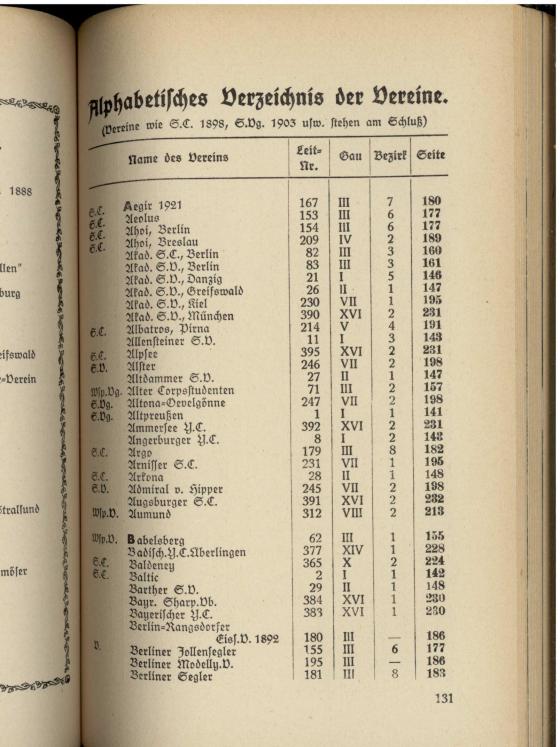 1888
llen"
burg
eifswald
e=Verein
stralsund
möser
Alphabetisches Verzeichnis der Vereine.
(Vereine wie S.C. 1898, S.Vg. 1903 usw. stehen am Schluß)
Name des Vereins Leit= Nr. Gau Bezirk Seite
S.C. Aegir 1921 167 III 7 180
S.C. Aeolus 153 III 6 177
S.C. Ahoi, Berlin 154 III 6 177
S.C. Ahoi, Breslau 209 IV 2 189
Akad. S.C., Berlin 82 III 3 160
Akad. S.V., Berlin 83 III 3 161
Akad. S.V., Danzig 21 I 5 146
Akad. S.V., Greifswald 26 II 1 147
Akad. S.V., Kiel 230 VII 1 195
Akad. S.V., München 390 XVI 2 231
S.C. Albatros, Pirna 214 V 4 191
Allensteiner S.V. 11 I 3 143
S.C. Alpsee 395 XVI 2 231
S.V. Alster 246 VII 2 198
Altdammer S.V. 27 II 1 147
Wsp.Vg. Alter Corpsstudenten 71 III 2 157
S.Vg. Altona=Oevelgönne 247 VII 2 198
S.Vg. Altpreußen 1 I 1 141
Ammersee Y.C. 392 XVI 2 231
Angerburger Y.C. 8 I 2 142
S.C. Argo 179 III 8 182
Arnisser S.C. 231 VII 1 195
S.C. Arkona 28 II 1 148
S.V. Admiral v. Hipper 245 VII 2 198
Augsburger S.C. 391 XVI 2 232
Wsp.V. Aumund 312 VIII 2 213
Wsp.V. Babelsberg 62 III 1 155
Badisch.Y.C.Überlingen 377 XIV 1 228
S.C. Baldeney 365 X 2 224
S.C. Baltic 2 I 1 142
Barther S.V. 29 II 1 148
Bayr. Sharp.Vb. 384 XVI 1 230
Bayerischer Y.C. 383 XVI 1 230
Berlin=Rangsdorfer
Eiss.V. 1892 180 III — 186
V. Berliner Jollensegler 155 III 6 177
Berliner Modelly.V. 195 III — 186
Berliner Segler 181 III 8 183
131